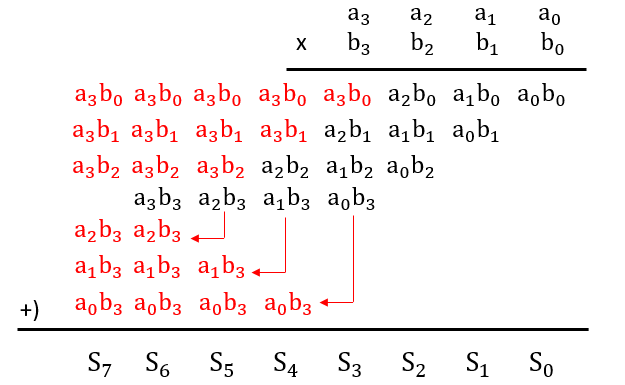 a₃ a₂ a₁ a₀
x b₃ b₂ b₁ b₀
a₃b₀ a₃b₀ a₃b₀ a₃b₀ a₃b₀ a₂b₀ a₁b₀ a₀b₀
a₃b₁ a₃b₁ a₃b₁ a₃b₁ a₂b₁ a₁b₁ a₀b₁
a₃b₂ a₃b₂ a₃b₂ a₂b₂ a₁b₂ a₀b₂
a₃b₃ a₂b₃ a₁b₃ a₀b₃
a₂b₃ a₂b₃
a₁b₃ a₁b₃ a₁b₃
+) a₀b₃ a₀b₃ a₀b₃ a₀b₃
S₇ S₆ S₅ S₄ S₃ S₂ S₁ S₀